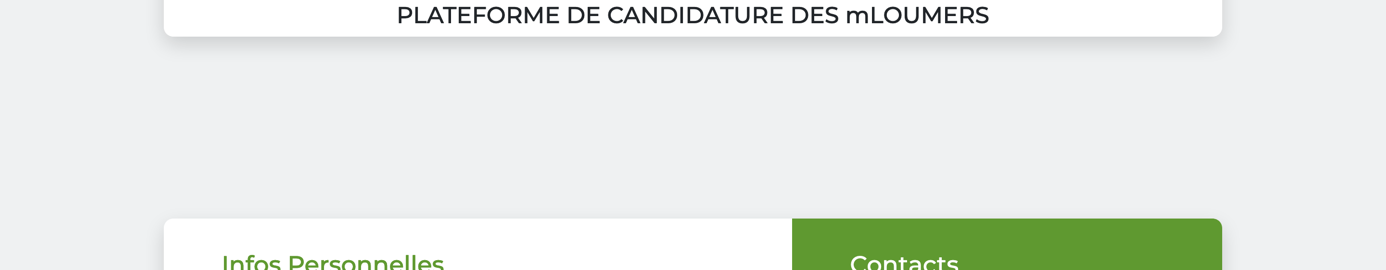 PLATEFORME DE CANDIDATURE DES mLOUMERS
Infos Personnelles
Contacts